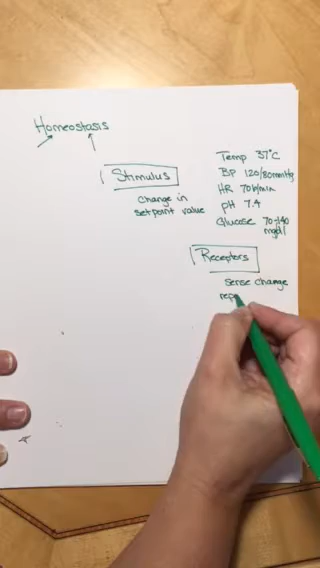 Homeostasis
Stimulus
change in
setpoint value
Temp 37°C
BP 120/80mmHg
HR 70b/min
pH 7.4
Glucose 70-140
mg/dl
Receptors
sense change
repo